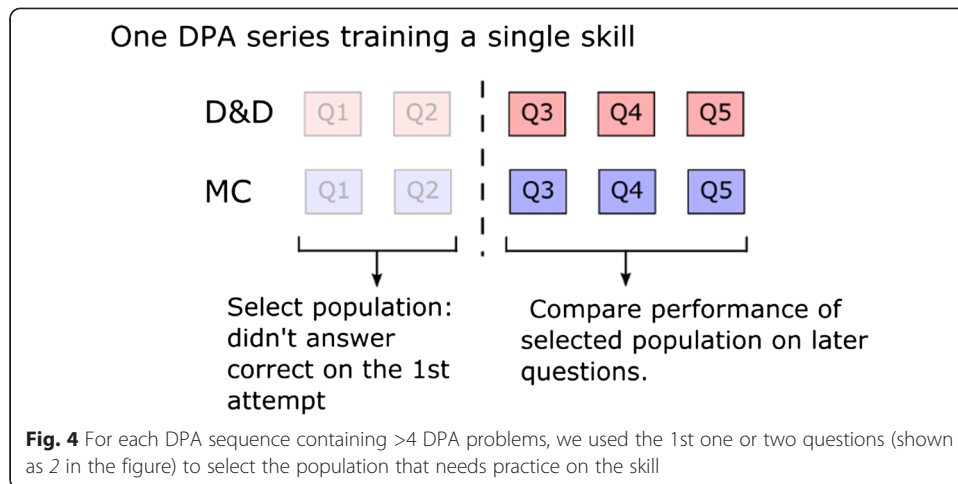 One DPA series training a single skill
D&D Q1 Q2 Q3 Q4 Q5
MC Q1 Q2 Q3 Q4 Q5
Select population:
didn't answer
correct on the 1st
attempt
Compare performance of
selected population on later
questions.
Fig. 4 For each DPA sequence containing >4 DPA problems, we used the 1st one or two questions (shown
as 2 in the figure) to select the population that needs practice on the skill